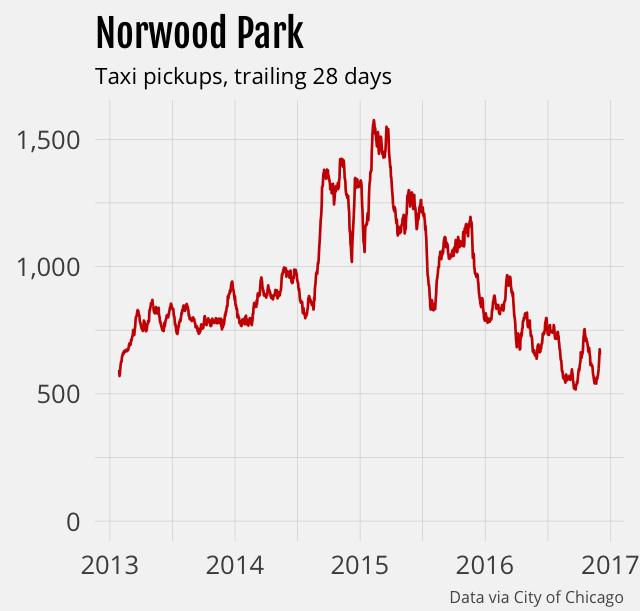 Norwood Park
Taxi pickups, trailing 28 days
1,500
1,000
500
0
2013 2014 2015 2016 2017
Data via City of Chicago